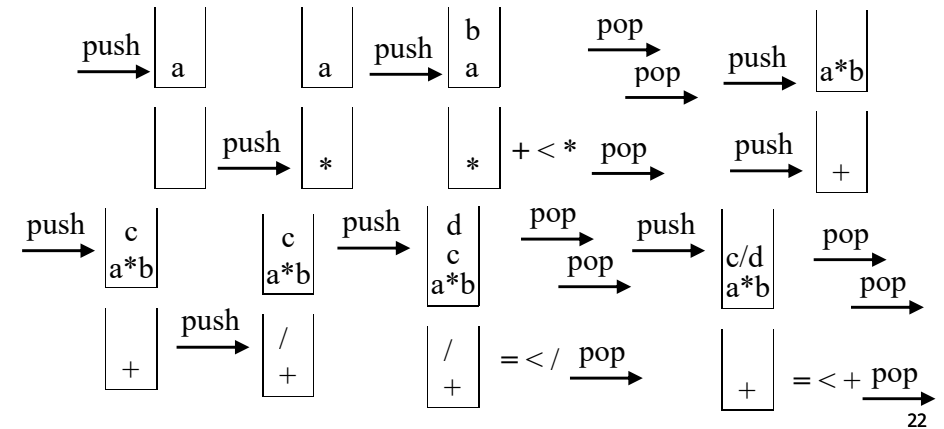 b
push push pop
pop push
a a a a*b
push + < * pop push
* * +
push c c push d pop push pop
c pop c/d pop
a*b a*b a*b a*b
push / / = < / pop = < + pop
+ + + +
22